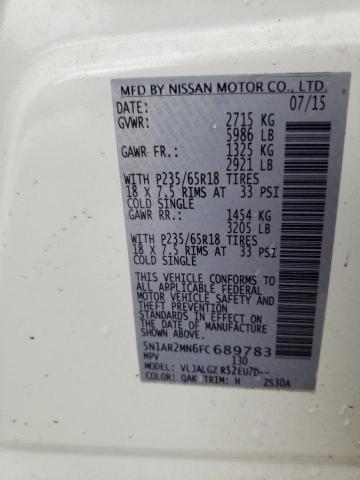 MFD BY NISSAN MOTOR CO., LTD.
DATE: 07/15
GVWR: 2715 KG
5986 LB
GAWR FR.: 1325 KG
2921 LB
WITH P235/65R18 TIRES
18 X 7.5 RIMS AT 33 PSI
COLD SINGLE
GAWR RR.: 1454 KG
3205 LB
WITH P235/65R18 TIRES
18 X 7.5 RIMS AT 33 PSI
COLD SINGLE
THIS VEHICLE CONFORMS TO
ALL APPLICABLE FEDERAL
MOTOR VEHICLE SAFETY
THEFT PREVENTION
STANDARDS IN EFFECT ON
THE DATE OF MANUFACTURE
SHOWN ABOVE.
5N1AR2MN6FC689783
MPV 130
MODEL: VLJALGZ R52EU7D--
COLOR: QAK TRIM: H 2S30A